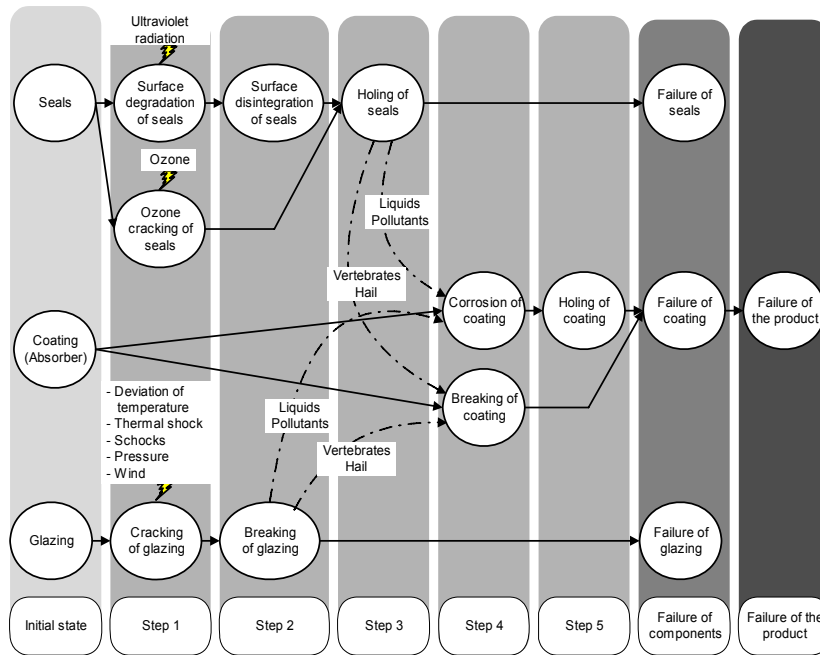 Ultraviolet
radiation
Seals
Surface
degradation
of seals
Surface
disintegration
of seals
Holing
of seals
Failure of
seals
Ozone
Ozone
cracking of
seals
Liquids
Pollutants
Vertebrates
Hail
Coating
(Absorber)
Corrosion of
coating
Holing of
coating
Failure of
coating
Failure of
the product
- Deviation of
temperature
- Thermal shock
- Schocks
- Pressure
- Wind
Liquids
Pollutants
Breaking of
coating
Vertebrates
Hail
Glazing
Cracking
of glazing
Breaking
of glazing
Failure of
glazing
Initial state
Step 1
Step 2
Step 3
Step 4
Step 5
Failure of
components
Failure of the
product